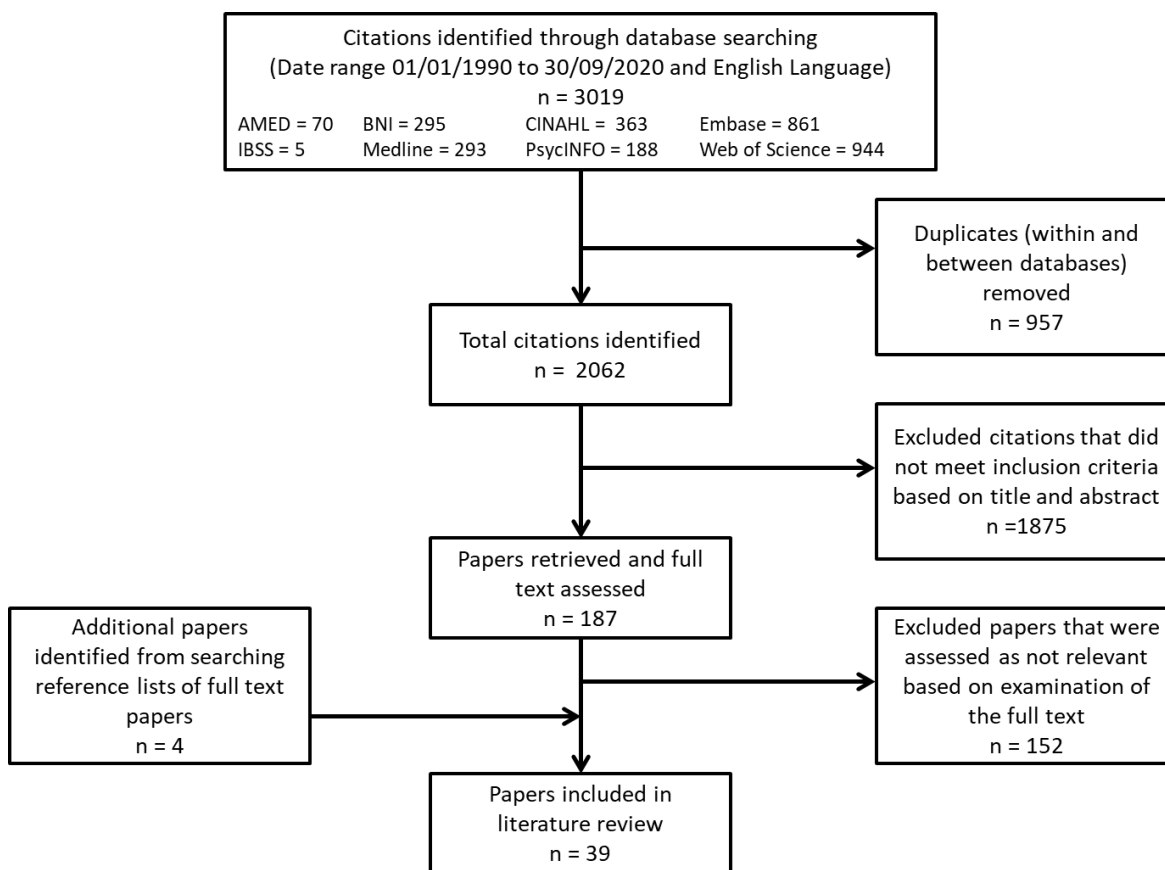 Citations identified through database searching
(Date range 01/01/1990 to 30/09/2020 and English Language)
n = 3019
AMED = 70 BNI = 295 CINAHL = 363 Embase = 861
IBSS = 5 Medline = 293 PsycINFO = 188 Web of Science = 944
Duplicates (within and
between databases)
removed
n = 957
Total citations identified
n = 2062
Excluded citations that did
not meet inclusion criteria
based on title and abstract
n =1875
Papers retrieved and full
text assessed
n = 187
Additional papers
identified from searching
reference lists of full text
papers
n = 4
Excluded papers that were
assessed as not relevant
based on examination of
the full text
n = 152
Papers included in
literature review
n = 39